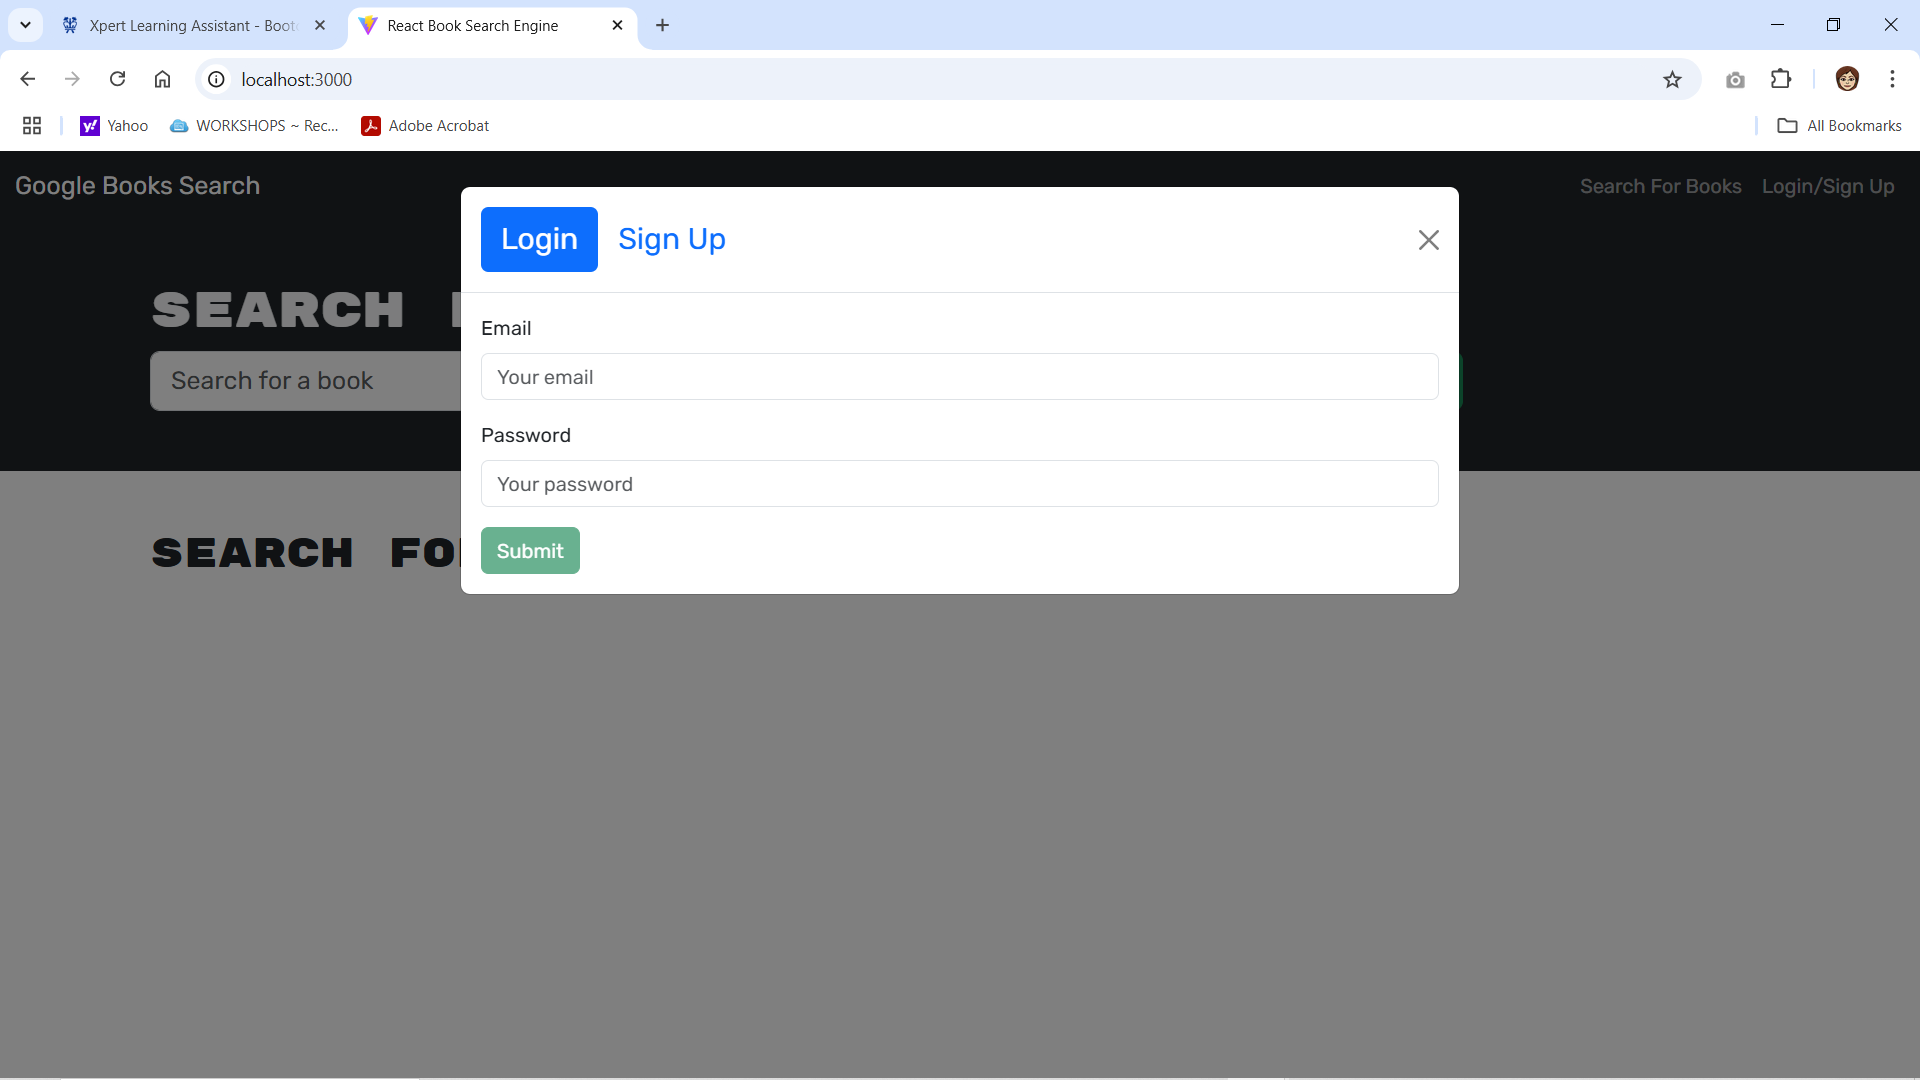 Xpert Learning Assistant - Boot
React Book Search Engine
localhost:3000
Yahoo
WORKSHOPS ~ Rec...
Adobe Acrobat
All Bookmarks
Google Books Search
Search For Books
Login/Sign Up
Login
Sign Up
SEARCH
Search for a book
Email
Your email
Password
Your password
SEARCH FO
Submit